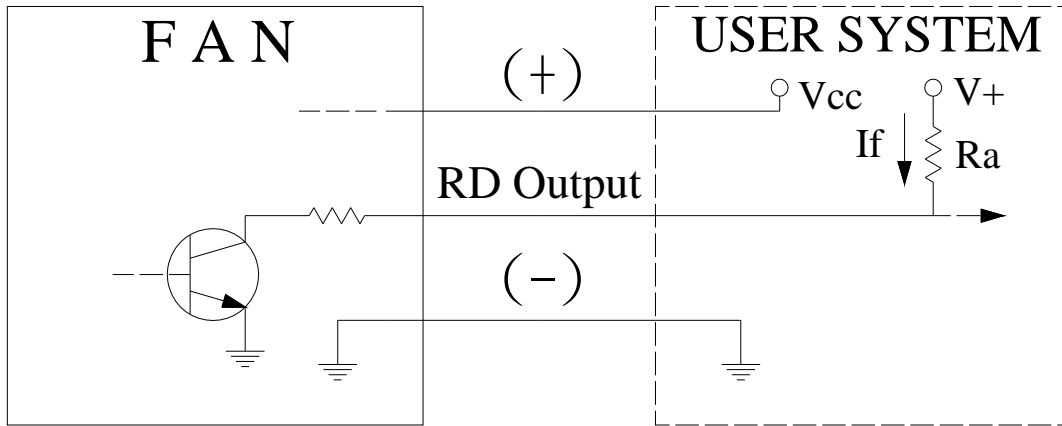 F A N
USER SYSTEM
(+)
Vcc
V+
If
Ra
RD Output
(−)